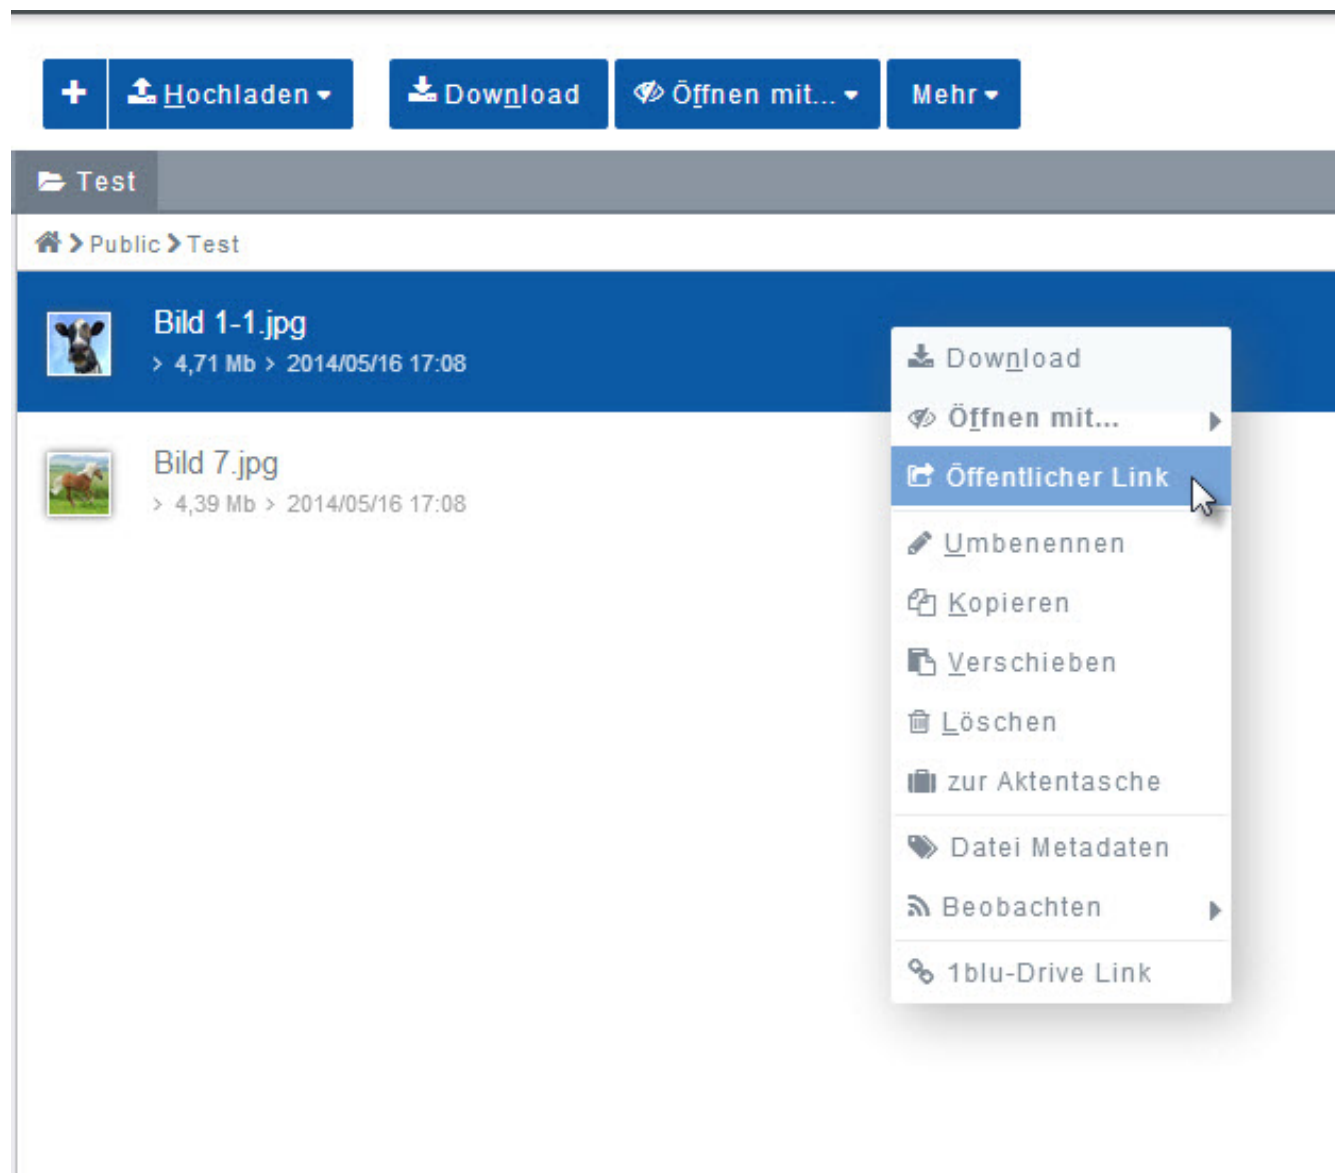 Hochladen
Download
Öffnen mit...
Mehr
Test
Public Test
Bild 1-1.jpg
> 4,71 Mb > 2014/05/16 17:08
Bild 7.jpg
> 4,39 Mb > 2014/05/16 17:08
Download
Öffnen mit...
Öffentlicher Link
Umbenennen
Kopieren
Verschieben
Löschen
zur Aktentasche
Datei Metadaten
Beobachten
1blu-Drive Link